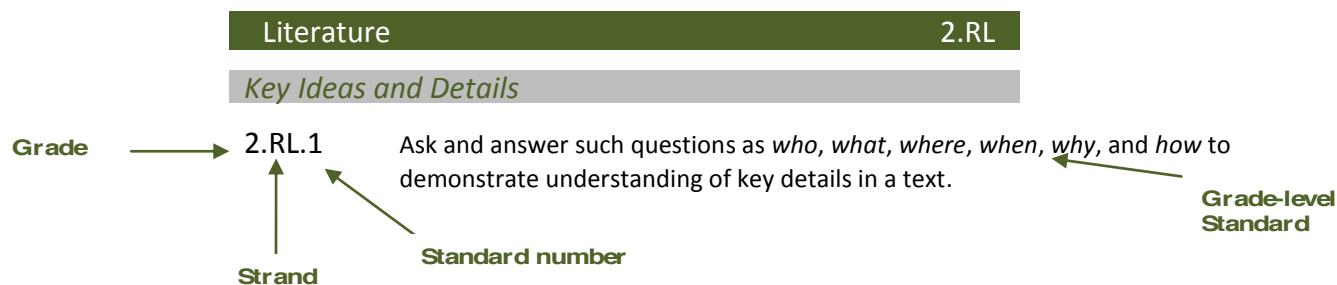 Literature 2.RL
Key Ideas and Details
Grade 2.RL.1 Ask and answer such questions as who, what, where, when, why, and how to
demonstrate understanding of key details in a text.
Grade-level
Standard
Standard number
Strand